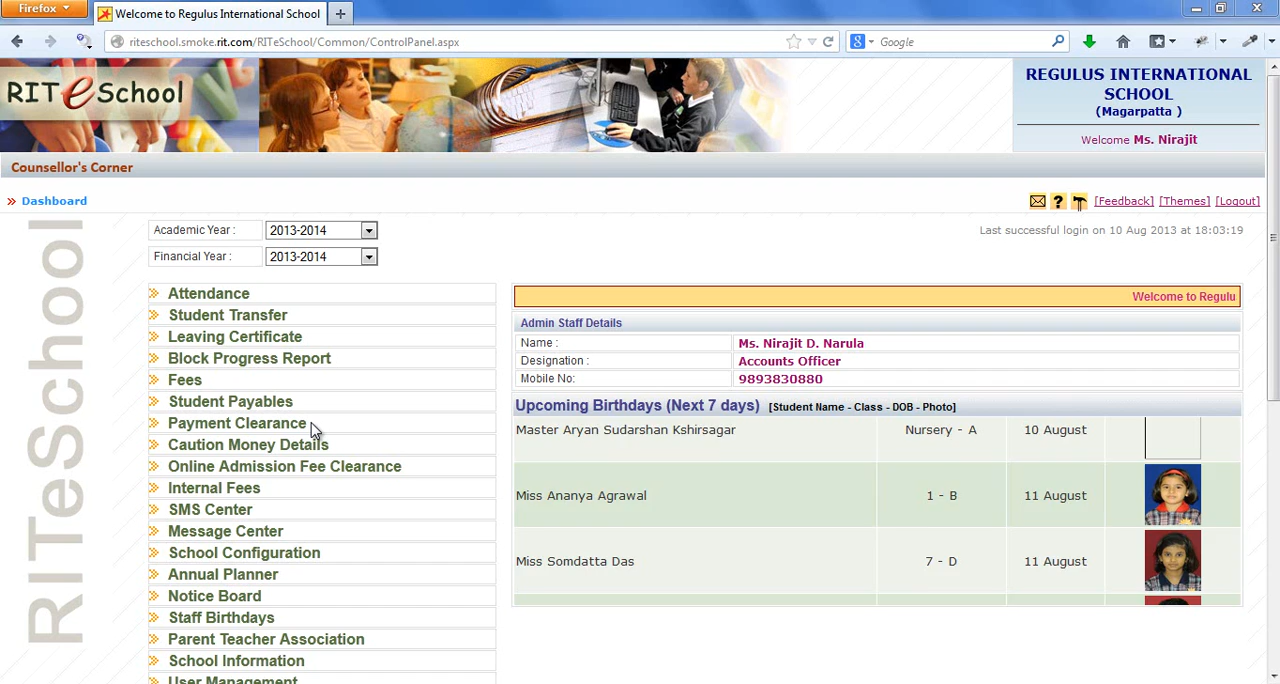 Firefox
Welcome to Regulus International School
riteschool.smoke.rit.com/RITeSchool/Common/ControlPanel.aspx
Google
RITeSchool
REGULUS INTERNATIONAL SCHOOL
(Magarpatta )
Welcome Ms. Nirajit
Counsellor's Corner
Dashboard
[Feedback] [Themes] [Logout]
Academic Year : 2013-2014
Last successful login on 10 Aug 2013 at 18:03:19
Financial Year : 2013-2014
RITeSchool
Attendance
Student Transfer
Leaving Certificate
Block Progress Report
Fees
Student Payables
Payment Clearance
Caution Money Details
Online Admission Fee Clearance
Internal Fees
SMS Center
Message Center
School Configuration
Annual Planner
Notice Board
Staff Birthdays
Parent Teacher Association
School Information
User Management
Welcome to Regulu
Admin Staff Details
Name : Ms. Nirajit D. Narula
Designation : Accounts Officer
Mobile No: 9893830880
Upcoming Birthdays (Next 7 days) [Student Name - Class - DOB - Photo]
Master Aryan Sudarshan Kshirsagar Nursery - A 10 August
Miss Ananya Agrawal 1 - B 11 August
Miss Somdatta Das 7 - D 11 August